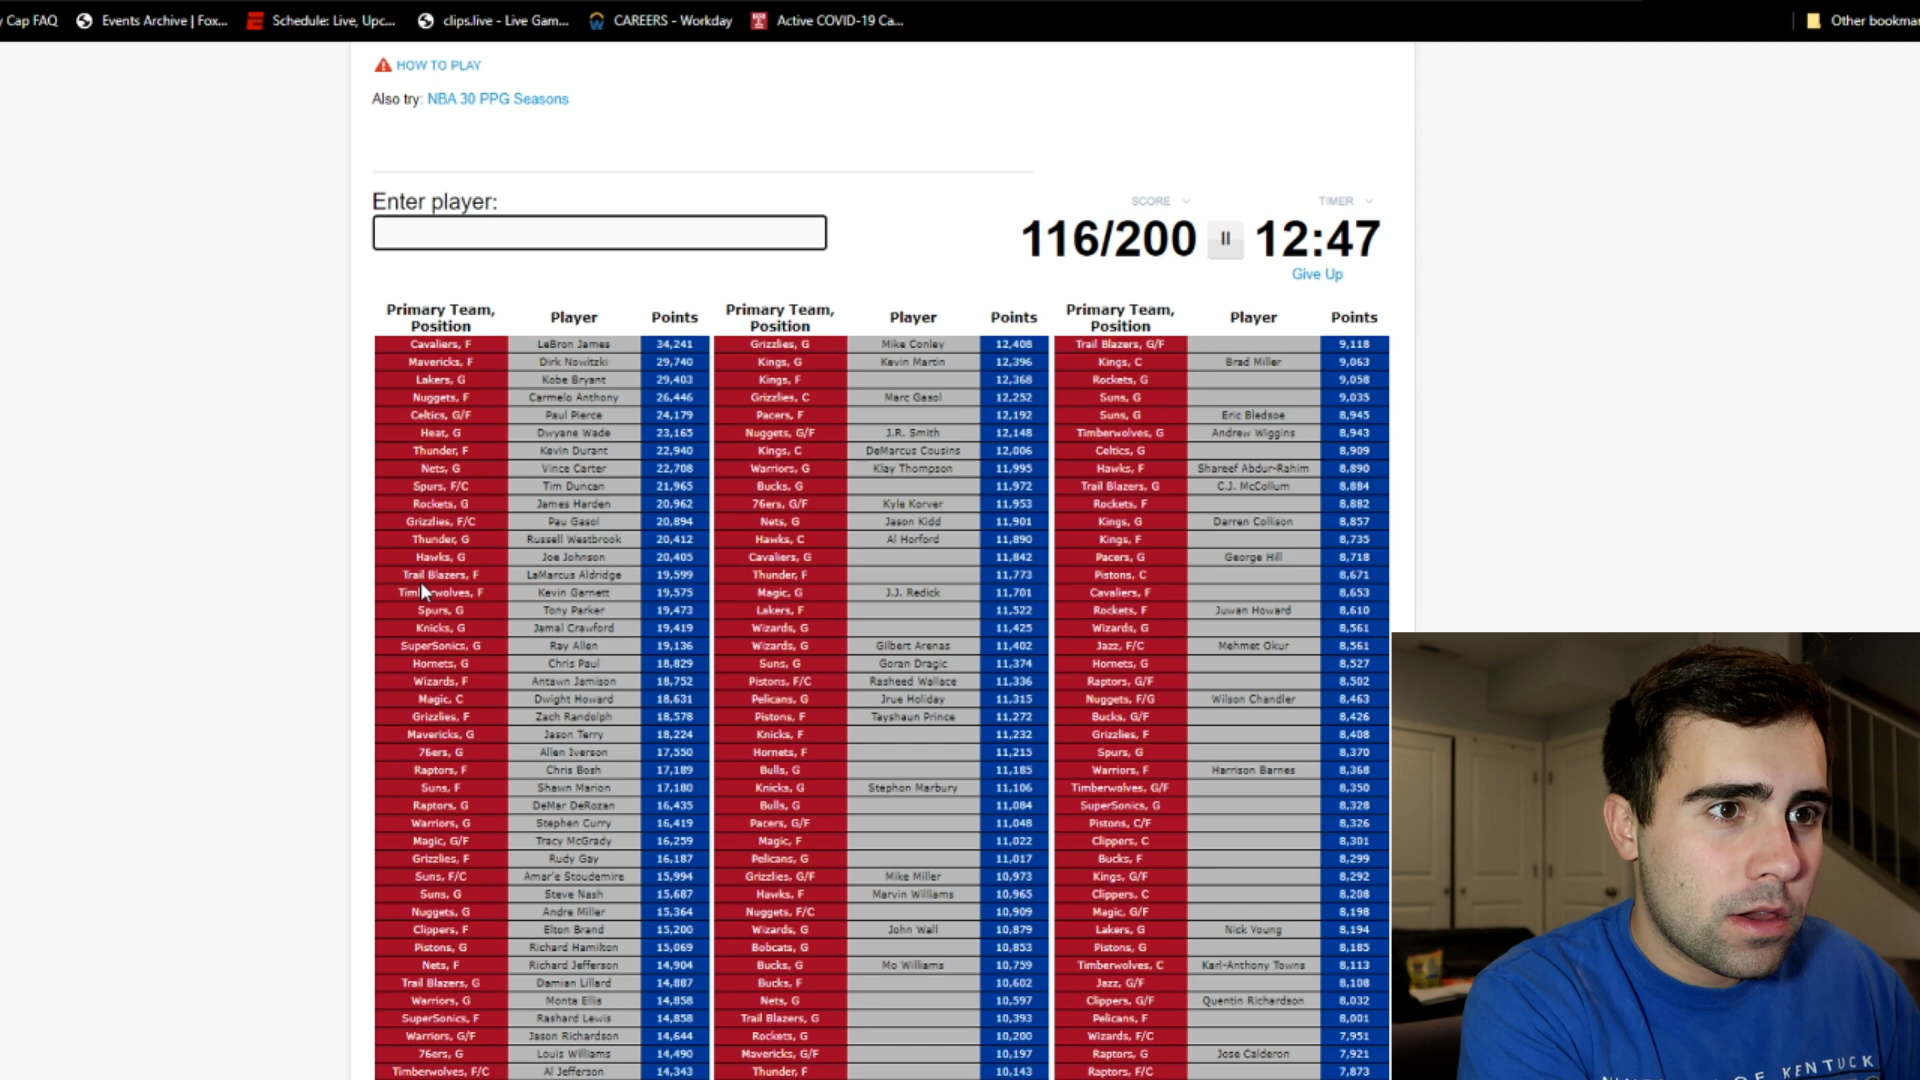 y Cap FAQ Events Archive | Fox... Schedule: Live, Upc... clips.live - Live Gam... CAREERS - Workday Active COVID-19 Ca... Other bookmar
HOW TO PLAY
Also try: NBA 30 PPG Seasons
Enter player:
SCORE TIMER
116/200 12:47
Give Up
Primary Team, Position Player Points Primary Team, Position Player Points Primary Team, Position Player Points
Cavaliers, F LeBron James 34,241 Grizzlies, G Mike Conley 12,408 Trail Blazers, G/F 9,118
Mavericks, F Dirk Nowitzki 29,740 Kings, G Kevin Martin 12,396 Kings, C Brad Miller 9,063
Lakers, G Kobe Bryant 29,403 Kings, F 12,368 Rockets, G 9,058
Nuggets, F Carmelo Anthony 26,446 Grizzlies, C Marc Gasol 12,252 Suns, G 9,035
Celtics, G/F Paul Pierce 24,179 Pacers, F 12,192 Suns, G Eric Bledsoe 8,945
Heat, G Dwyane Wade 23,165 Nuggets, G/F J.R. Smith 12,148 Timberwolves, G Andrew Wiggins 8,943
Thunder, F Kevin Durant 22,940 Kings, C DeMarcus Cousins 12,006 Celtics, G 8,909
Nets, G Vince Carter 22,708 Warriors, G Klay Thompson 11,995 Hawks, F Shareef Abdur-Rahim 8,890
Spurs, F/C Tim Duncan 21,965 Bucks, G 11,972 Trail Blazers, G C.J. McCollum 8,884
Rockets, G James Harden 20,962 76ers, G/F Kyle Korver 11,953 Rockets, F 8,882
Grizzlies, F/C Pau Gasol 20,894 Nets, G Jason Kidd 11,901 Kings, G Darren Collison 8,857
Thunder, G Russell Westbrook 20,412 Hawks, C Al Horford 11,890 Kings, F 8,735
Hawks, G Joe Johnson 20,405 Cavaliers, G 11,842 Pacers, G George Hill 8,718
Trail Blazers, F LaMarcus Aldridge 19,599 Thunder, F 11,773 Pistons, C 8,671
Timberwolves, F Kevin Garnett 19,575 Magic, G J.J. Redick 11,701 Cavaliers, F 8,653
Spurs, G Tony Parker 19,473 Lakers, F 11,522 Rockets, F Juwan Howard 8,610
Knicks, G Jamal Crawford 19,419 Wizards, G 11,425 Wizards, G 8,561
SuperSonics, G Ray Allen 19,136 Wizards, G Gilbert Arenas 11,402 Jazz, F/C Mehmet Okur 8,561
Hornets, G Chris Paul 18,829 Suns, G Goran Dragic 11,374 Hornets, G 8,527
Wizards, F Antawn Jamison 18,752 Pistons, F/C Rasheed Wallace 11,336 Raptors, G/F 8,502
Magic, C Dwight Howard 18,631 Pelicans, G Jrue Holiday 11,315 Nuggets, F/G Wilson Chandler 8,463
Grizzlies, F Zach Randolph 18,578 Pistons, F Tayshaun Prince 11,272 Bucks, G/F 8,426
Mavericks, G Jason Terry 18,224 Knicks, F 11,232 Grizzlies, F 8,408
76ers, G Allen Iverson 17,550 Hornets, F 11,215 Spurs, G 8,370
Raptors, F Chris Bosh 17,189 Bulls, G 11,185 Warriors, F Harrison Barnes 8,368
Suns, F Shawn Marion 17,180 Knicks, G Stephon Marbury 11,106 Timberwolves, G/F 8,350
Raptors, G DeMar DeRozan 16,435 Bulls, G 11,084 SuperSonics, G 8,328
Warriors, G Stephen Curry 16,419 Pacers, G/F 11,048 Pistons, C/F 8,326
Magic, G/F Tracy McGrady 16,259 Magic, F 11,022 Clippers, C 8,301
Grizzlies, F Rudy Gay 16,187 Pelicans, G 11,017 Bucks, F 8,299
Suns, F/C Amar'e Stoudemire 15,994 Grizzlies, G/F Mike Miller 10,973 Kings, G/F 8,292
Suns, G Steve Nash 15,687 Hawks, F Marvin Williams 10,965 Clippers, C 8,208
Nuggets, G Andre Miller 15,364 Nuggets, F/C 10,909 Magic, G/F 8,198
Clippers, F Elton Brand 15,200 Wizards, G John Wall 10,879 Lakers, G Nick Young 8,194
Pistons, G Richard Hamilton 15,069 Bobcats, G 10,853 Pistons, G 8,185
Nets, F Richard Jefferson 14,904 Bucks, G Mo Williams 10,759 Timberwolves, C Karl-Anthony Towns 8,113
Trail Blazers, G Damian Lillard 14,887 Bucks, F 10,602 Jazz, G/F 8,108
Warriors, G Monta Ellis 14,858 Nets, G 10,597 Clippers, G/F Quentin Richardson 8,032
SuperSonics, F Rashard Lewis 14,858 Trail Blazers, G 10,393 Pelicans, F 8,001
Warriors, G/F Jason Richardson 14,644 Rockets, G 10,200 Wizards, F/C 7,951
76ers, G Louis Williams 14,490 Mavericks, G/F 10,197 Raptors, G Jose Calderon 7,921
Timberwolves, F/C Al Jefferson 14,343 Thunder, F 10,143 Raptors, F/C 7,873
OF KENTUCK